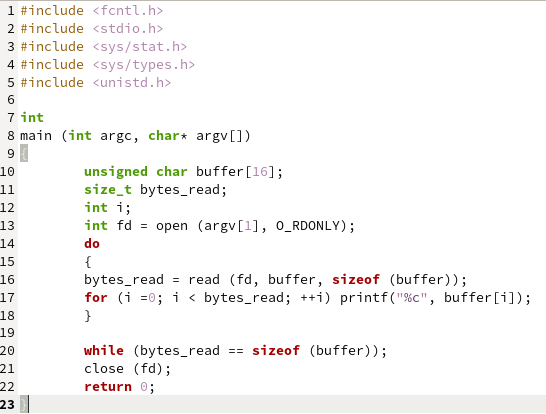 1 #include <fcntl.h>
2 #include <stdio.h>
3 #include <sys/stat.h>
4 #include <sys/types.h>
5 #include <unistd.h>
6
7 int
8 main (int argc, char* argv[])
9 {
10         unsigned char buffer[16];
11         size_t bytes_read;
12         int i;
13         int fd = open (argv[1], O_RDONLY);
14         do
15         {
16         bytes_read = read (fd, buffer, sizeof (buffer));
17         for (i =0; i < bytes_read; ++i) printf("%c", buffer[i]);
18         }
19
20         while (bytes_read == sizeof (buffer));
21         close (fd);
22         return 0;
23 }